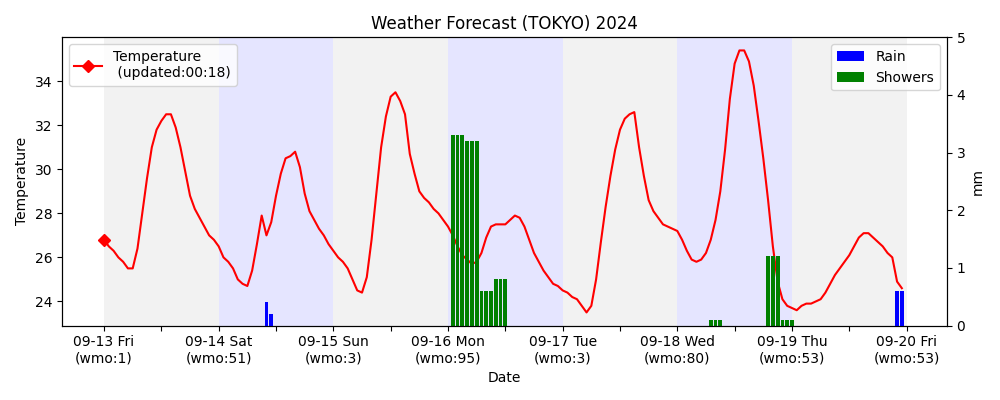 Weather Forecast (TOKYO) 2024
Temperature
(updated:00:18)
Rain
Showers
Temperature
34
32
30
28
26
24
5
4
3
2
1
0
mm
09-13 Fri
(wmo:1)
09-14 Sat
(wmo:51)
09-15 Sun
(wmo:3)
09-16 Mon
(wmo:95)
09-17 Tue
(wmo:3)
09-18 Wed
(wmo:80)
09-19 Thu
(wmo:53)
09-20 Fri
(wmo:53)
Date